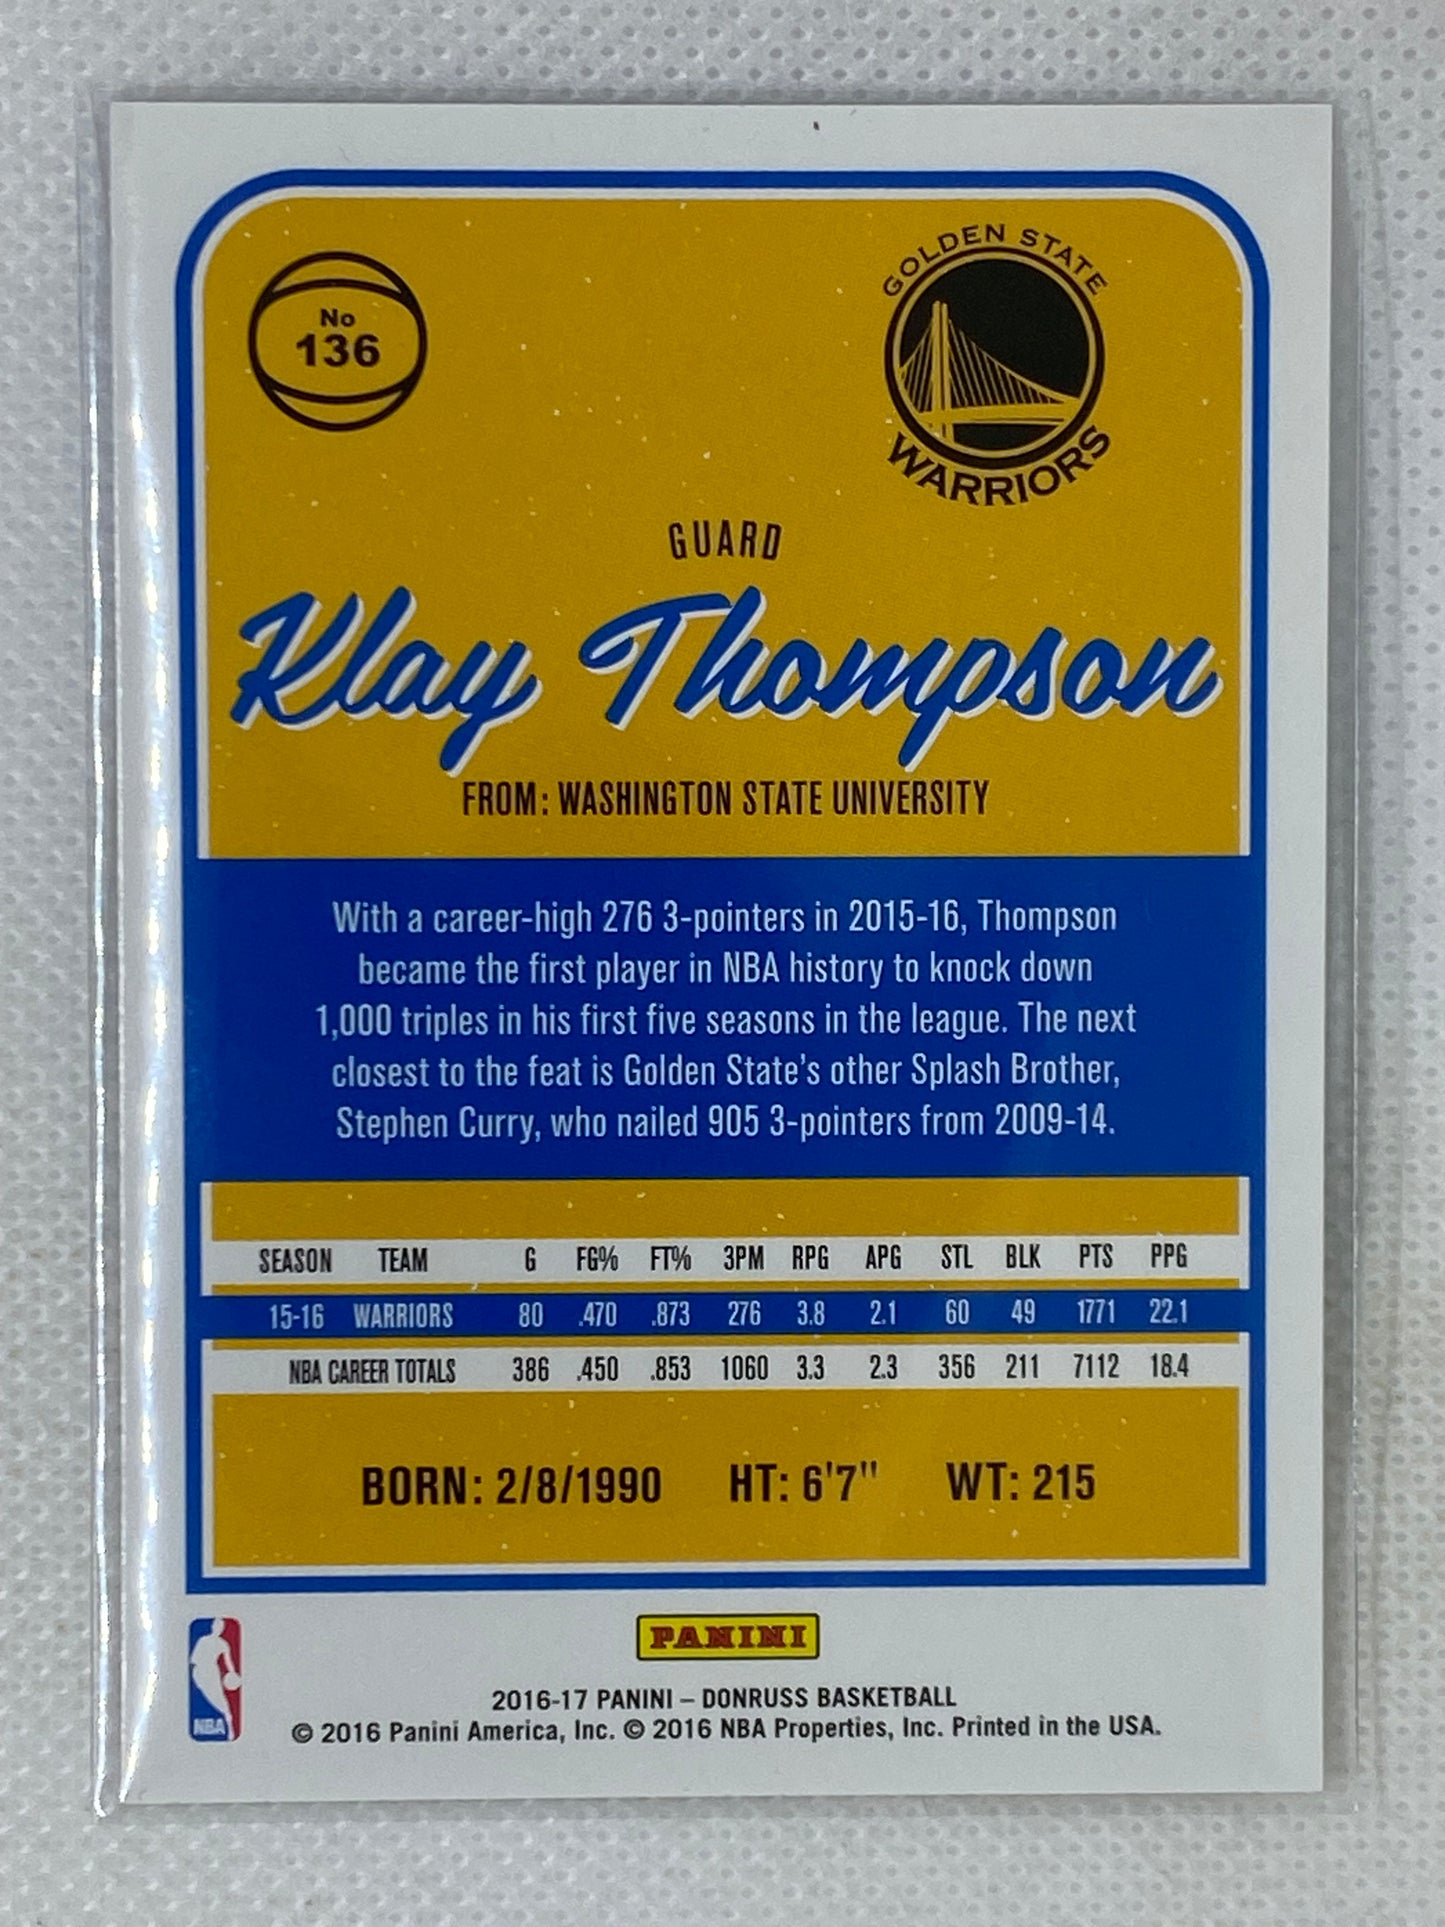 No
136
GOLDEN STATE
WARRIORS
GUARD
Klay Thompson
FROM: WASHINGTON STATE UNIVERSITY
With a career-high 276 3-pointers in 2015-16, Thompson
became the first player in NBA history to knock down
1,000 triples in his first five seasons in the league. The next
closest to the feat is Golden State's other Splash Brother,
Stephen Curry, who nailed 905 3-pointers from 2009-14.
SEASON TEAM G FG% FT% 3PM RPG APG STL BLK PTS PPG
15-16 WARRIORS 80 .470 .873 276 3.8 2.1 60 49 1771 22.1
NBA CAREER TOTALS 386 .450 .853 1060 3.3 2.3 356 211 7112 18.4
BORN: 2/8/1990 HT: 6'7" WT: 215
PANINI
NBA
2016-17 PANINI – DONRUSS BASKETBALL
© 2016 Panini America, Inc. © 2016 NBA Properties, Inc. Printed in the USA.